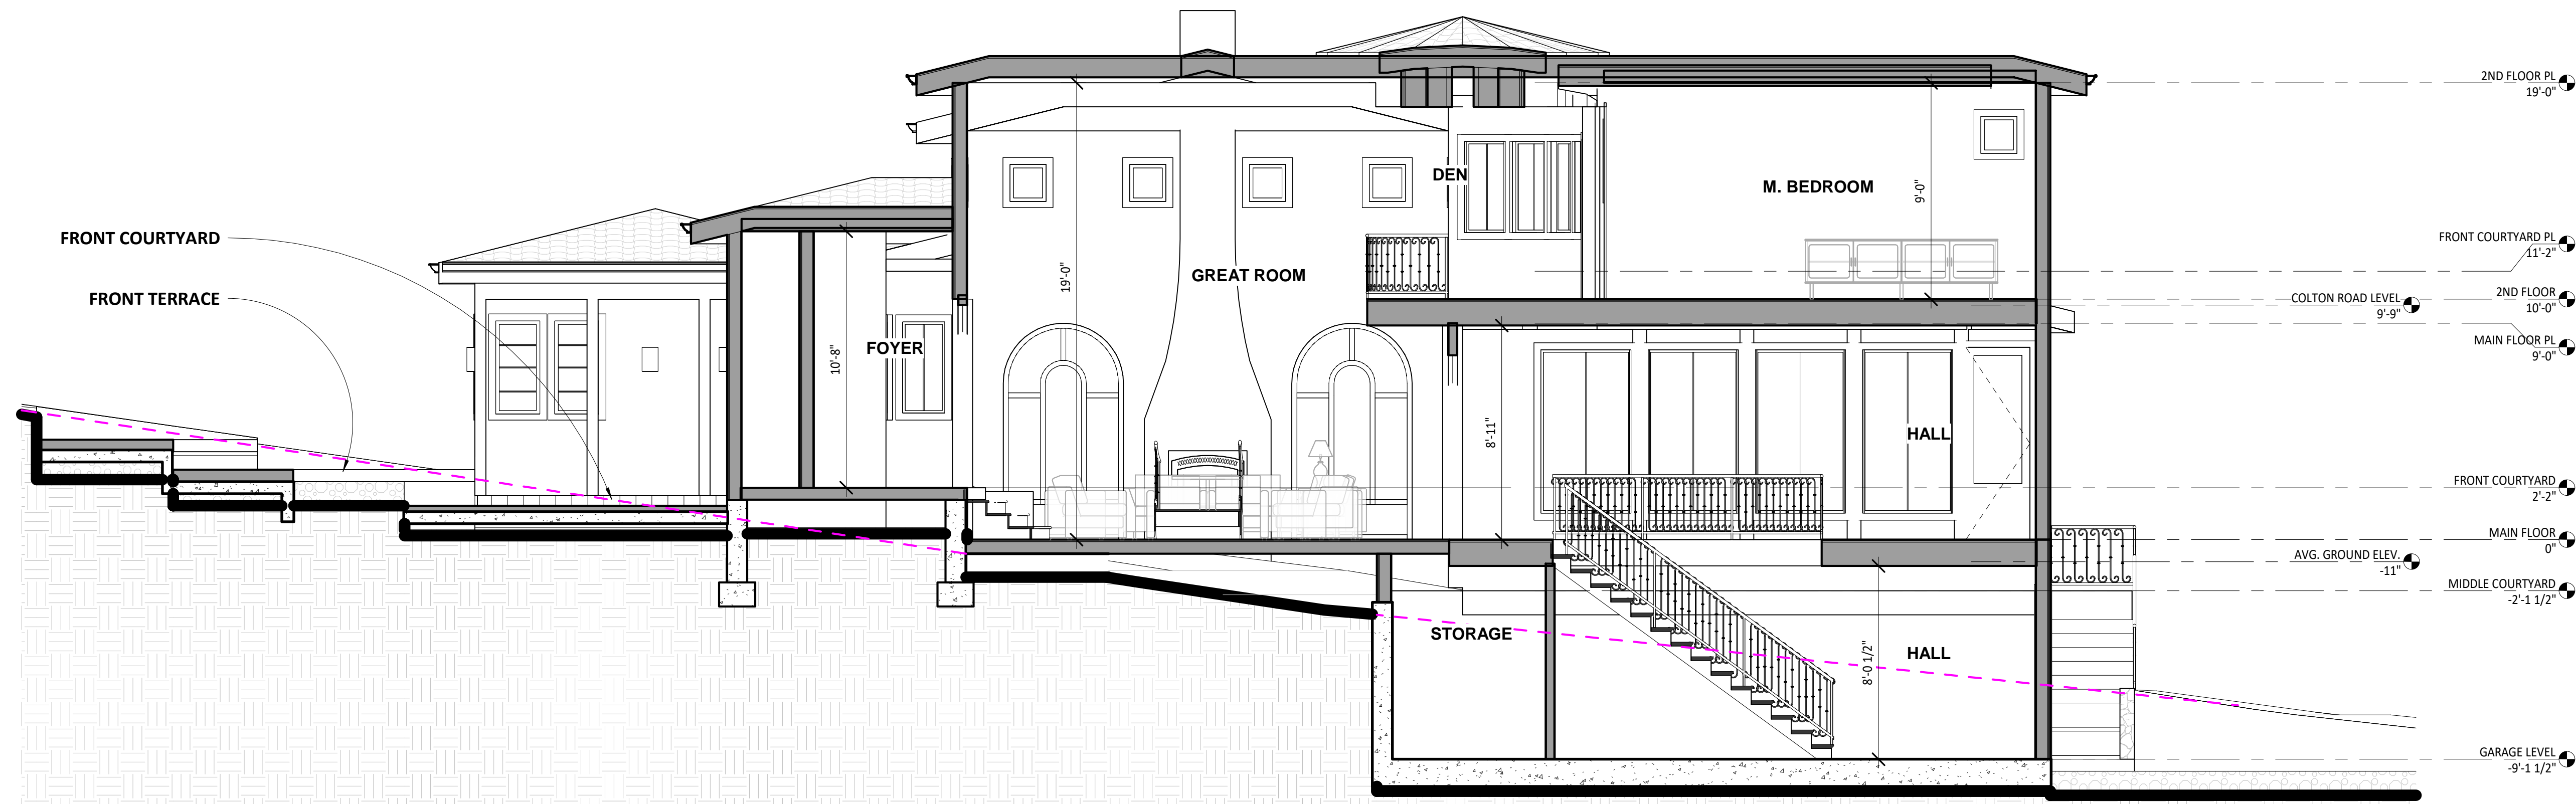 2ND FLOOR PL
19'-0"
DEN
M. BEDROOM
9'-0"
FRONT COURTYARD
FRONT COURTYARD PL
11'-2"
19'-0"
GREAT ROOM
FRONT TERRACE
COLTON ROAD LEVEL
9'-9"
2ND FLOOR
10'-0"
10'-8"
FOYER
MAIN FLOOR PL
9'-0"
8'-11"
HALL
FRONT COURTYARD
2'-2"
MAIN FLOOR
0"
AVG. GROUND ELEV.
-11"
MIDDLE COURTYARD
-2'-1 1/2"
STORAGE
8'-0 1/2"
HALL
GARAGE LEVEL
-9'-1 1/2"